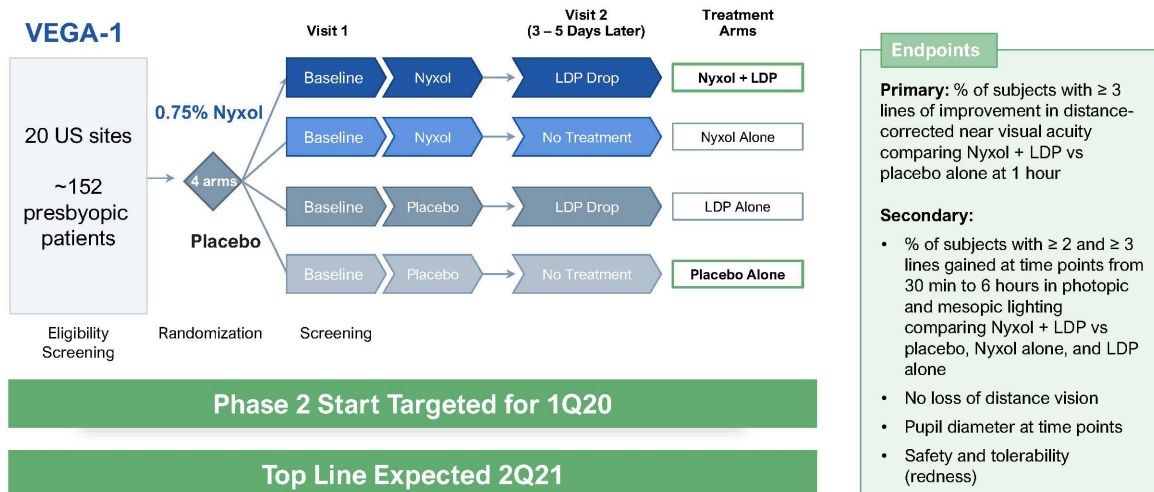 VEGA-1
Visit 1
Visit 2
(3 – 5 Days Later)
Treatment
Arms
20 US sites
~152
presbyopic
patients
0.75% Nyxol
4 arms
Placebo
Baseline
Nyxol
LDP Drop
Nyxol + LDP
Baseline
Nyxol
No Treatment
Nyxol Alone
Baseline
Placebo
LDP Drop
LDP Alone
Baseline
Placebo
No Treatment
Placebo Alone
Eligibility
Screening
Randomization
Screening
Phase 2 Start Targeted for 1Q20
Top Line Expected 2Q21
Endpoints
Primary: % of subjects with ≥ 3
lines of improvement in distance-
corrected near visual acuity
comparing Nyxol + LDP vs
placebo alone at 1 hour
Secondary:
• % of subjects with ≥ 2 and ≥ 3
lines gained at time points from
30 min to 6 hours in photopic
and mesopic lighting
comparing Nyxol + LDP vs
placebo, Nyxol alone, and LDP
alone
• No loss of distance vision
• Pupil diameter at time points
• Safety and tolerability
(redness)